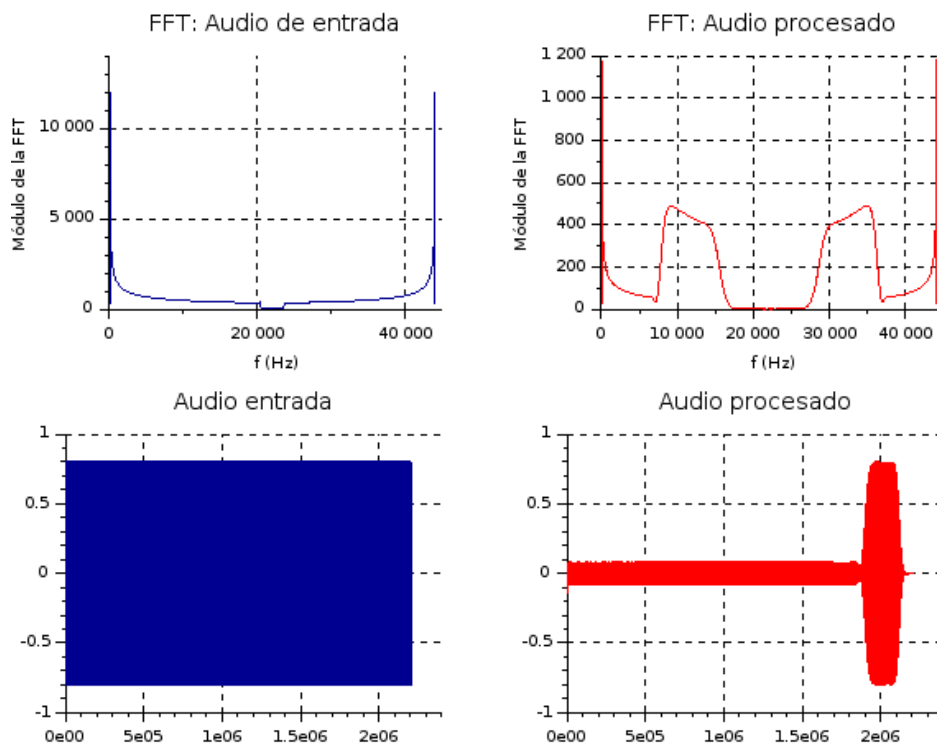 FFT: Audio de entrada
10 000
5 000
0
Módulo de la FFT
0 20 000 40 000
f (Hz)
FFT: Audio procesado
1 200
1 000
800
600
400
200
0
Módulo de la FFT
0 10 000 20 000 30 000 40 000
f (Hz)
Audio entrada
1
0.5
0
-0.5
-1
0e00 5e05 1e06 1.5e06 2e06
Audio procesado
1
0.5
0
-0.5
-1
0e00 5e05 1e06 1.5e06 2e06